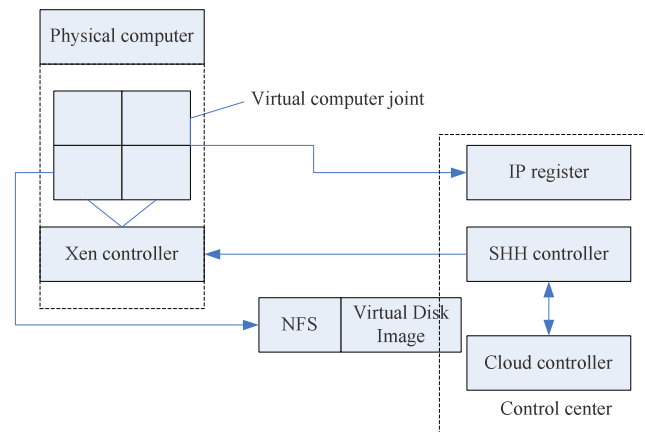 Physical computer
Virtual computer joint
IP register
Xen controller
SHH controller
NFS
Virtual Disk
Image
Cloud controller
Control center